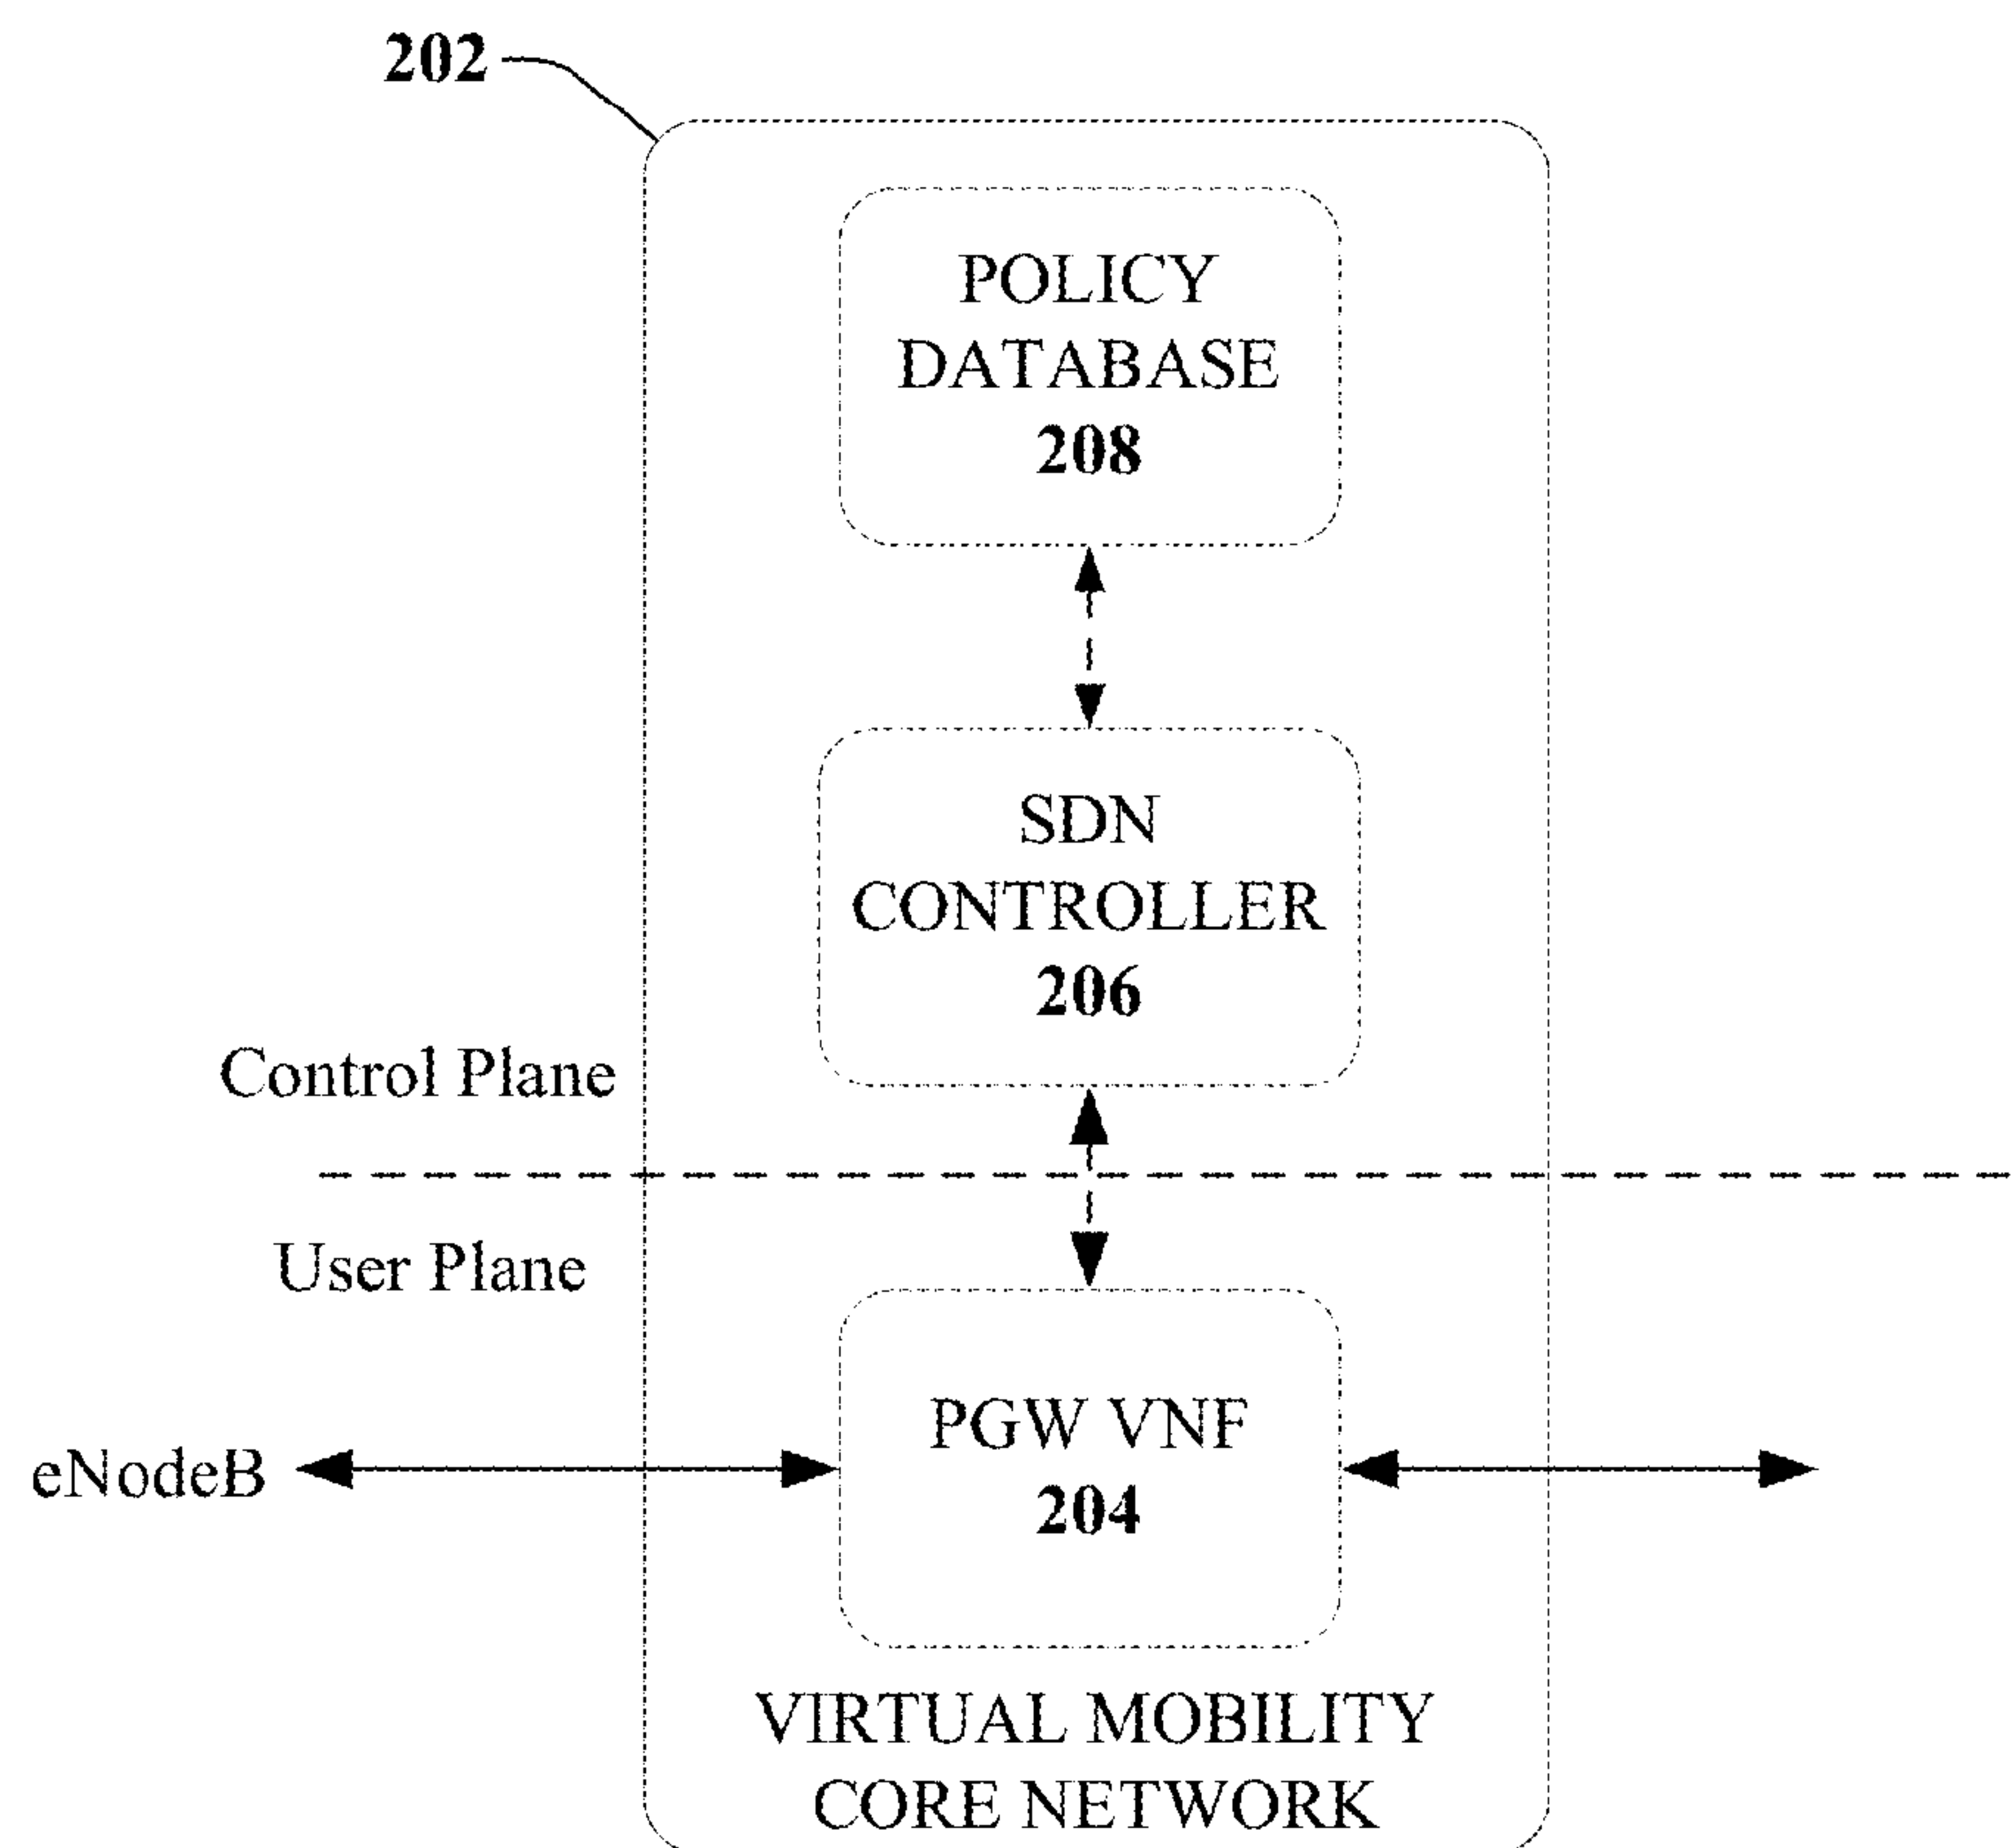 202
POLICY
DATABASE
208
SDN
CONTROLLER
206
Control Plane
User Plane
PGW VNF
eNodeB
204
VIRTUAL MOBILITY
CORE NETWORK